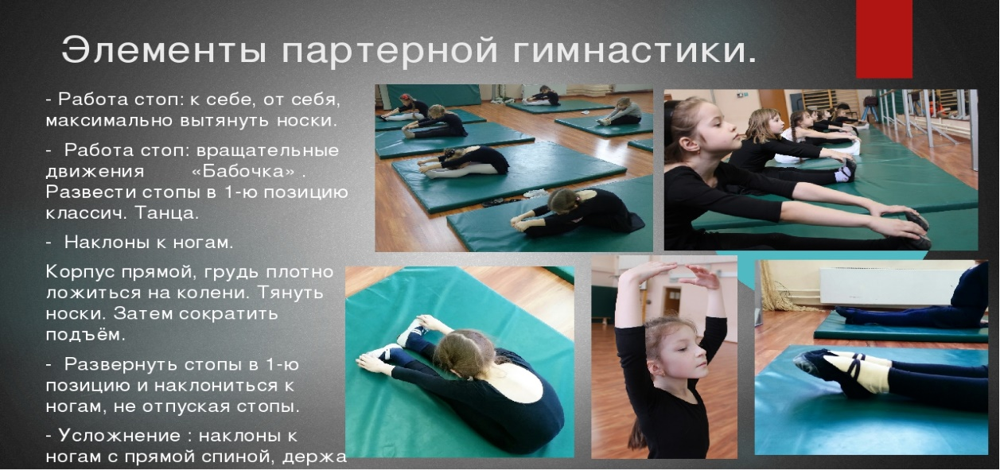 Элементы партерной гимнастики.
- Работа стоп: к себе, от себя,
максимально вытянуть носки.
- Работа стоп: вращательные
движения «Бабочка» .
Развести стопы в 1-ю позицию
классич. Танца.
- Наклоны к ногам.
Корпус прямой, грудь плотно
ложиться на колени. Тянуть
носки. Затем сократить
подъём.
- Развернуть стопы в 1-ю
позицию и наклониться к
ногам, не отпуская стопы.
- Усложнение : наклоны к
ногам с прямой спиной, держа